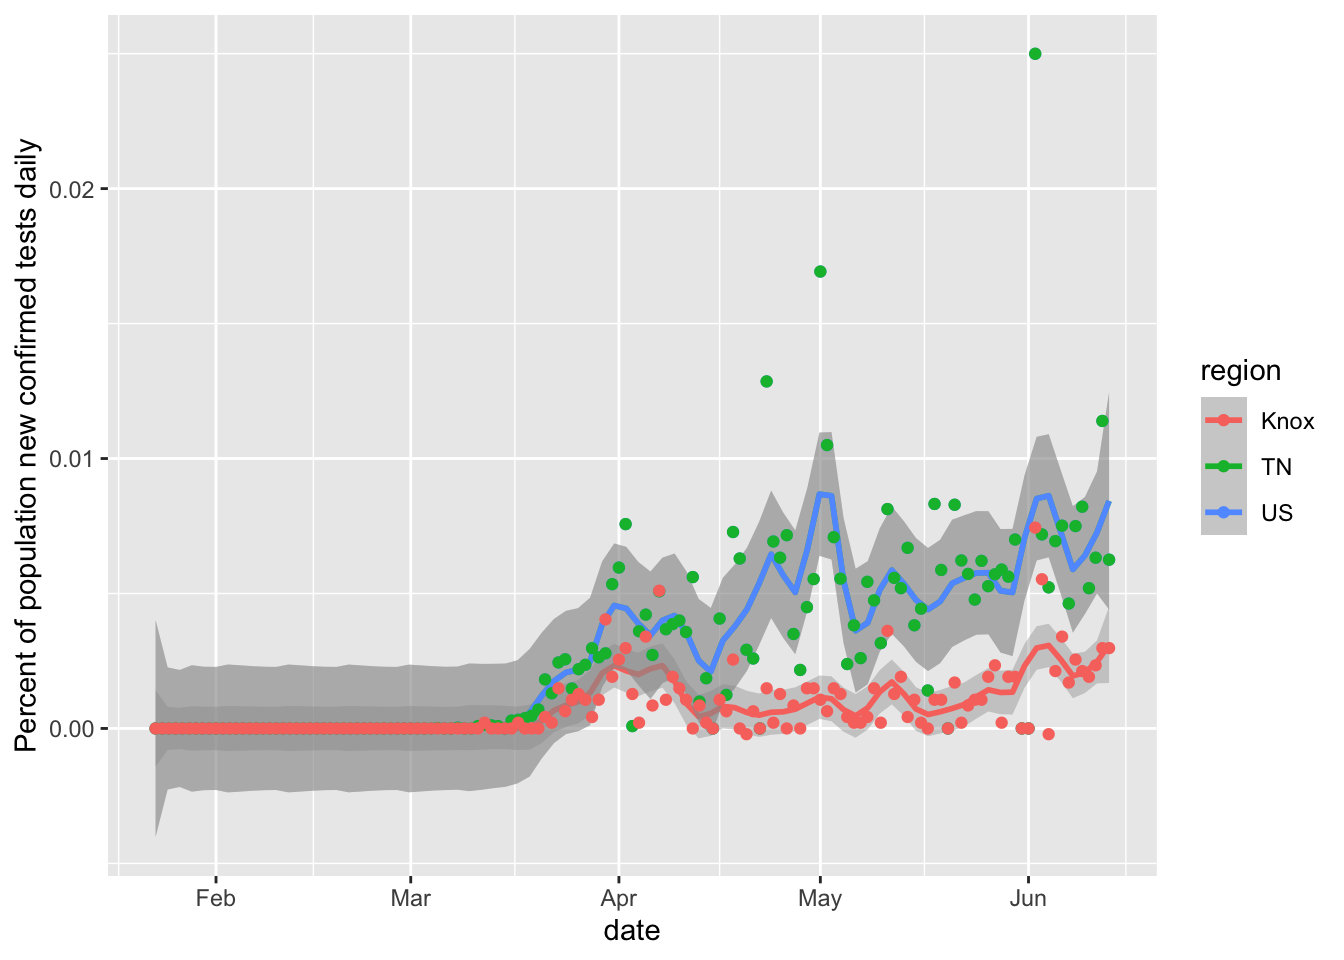 Percent of population new confirmed tests daily
0.02
0.01
0.00
Feb
Mar
Apr
May
Jun
date
region
Knox
TN
US